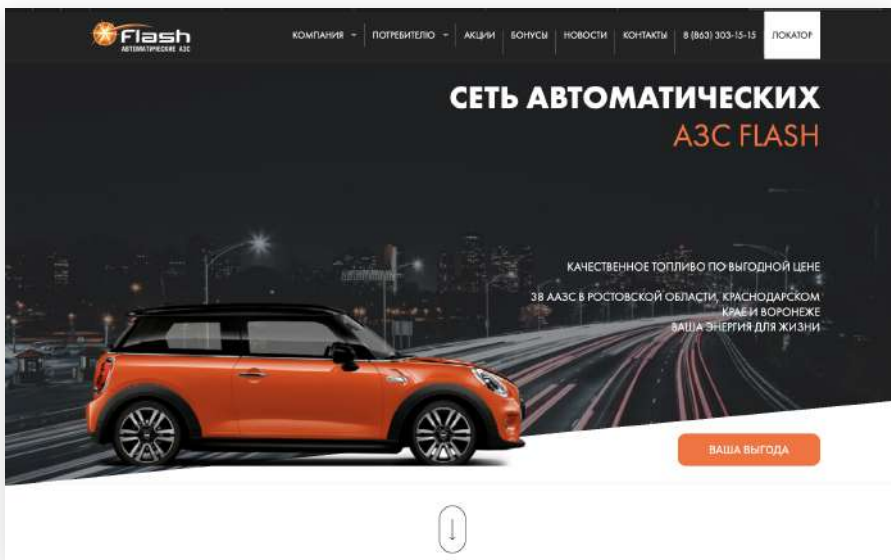 Flash
АВТОМАТИЧЕСКИЕ АЗС
КОМПАНИЯ
ПОТРЕБИТЕЛЮ
АКЦИИ
БОНУСЫ
НОВОСТИ
КОНТАКТЫ
8 (863) 303-15-15
ЛОКАТОР
СЕТЬ АВТОМАТИЧЕСКИХ
АЗС FLASH
КАЧЕСТВЕННОЕ ТОПЛИВО ПО ВЫГОДНОЙ ЦЕНЕ
38 ААЗС В РОСТОВСКОЙ ОБЛАСТИ, КРАСНОДАРСКОМ
КРАЕ И ВОРОНЕЖЕ
ВАША ЭНЕРГИЯ ДЛЯ ЖИЗНИ
ВАША ВЫГОДА